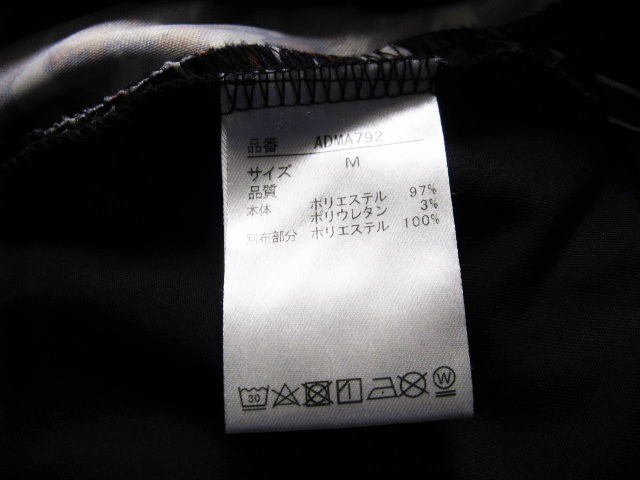 品番 ADMA792
サイズ M
品質
本体 ポリエステル 97%
ポリウレタン 3%
別布部分 ポリエステル 100%
30 W